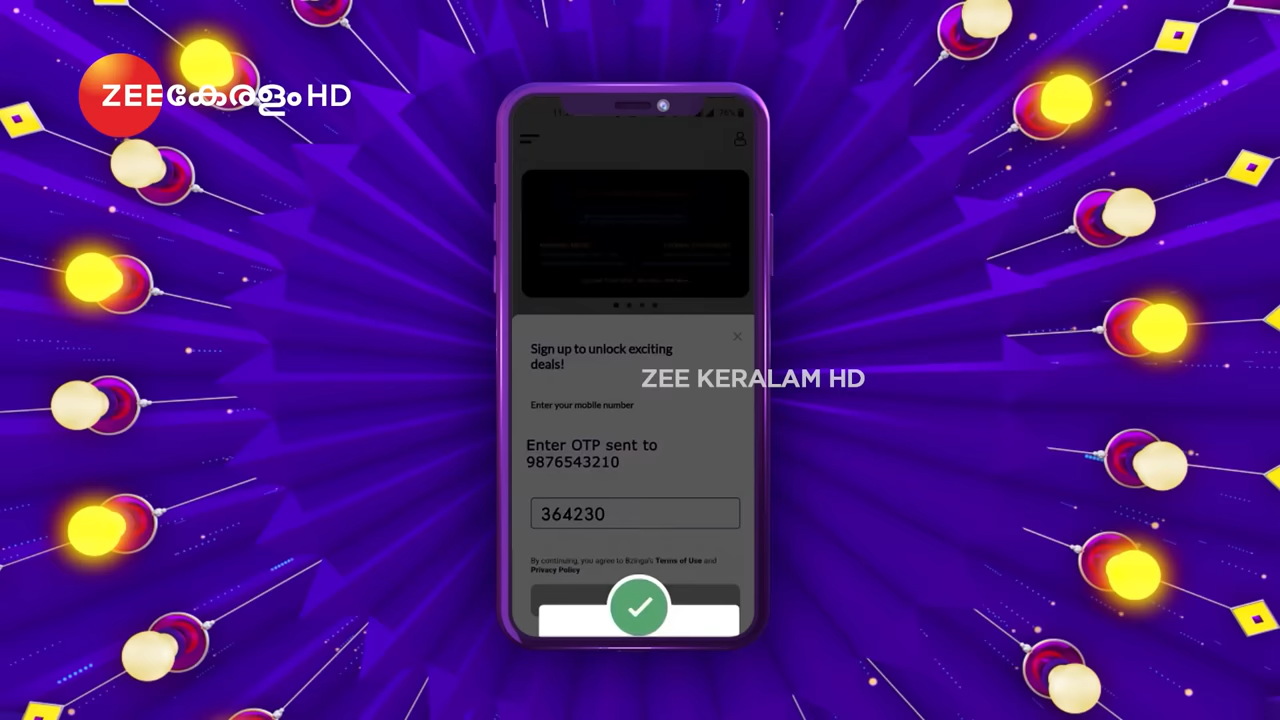 ZEEകേരളം HD
76%
Sign up to unlock exciting
deals!
ZEE KERALAM HD
Enter your mobile number
Enter OTP sent to
9876543210
364230
By continuing, you agree to Bzinga's Terms of Use and
Privacy Policy